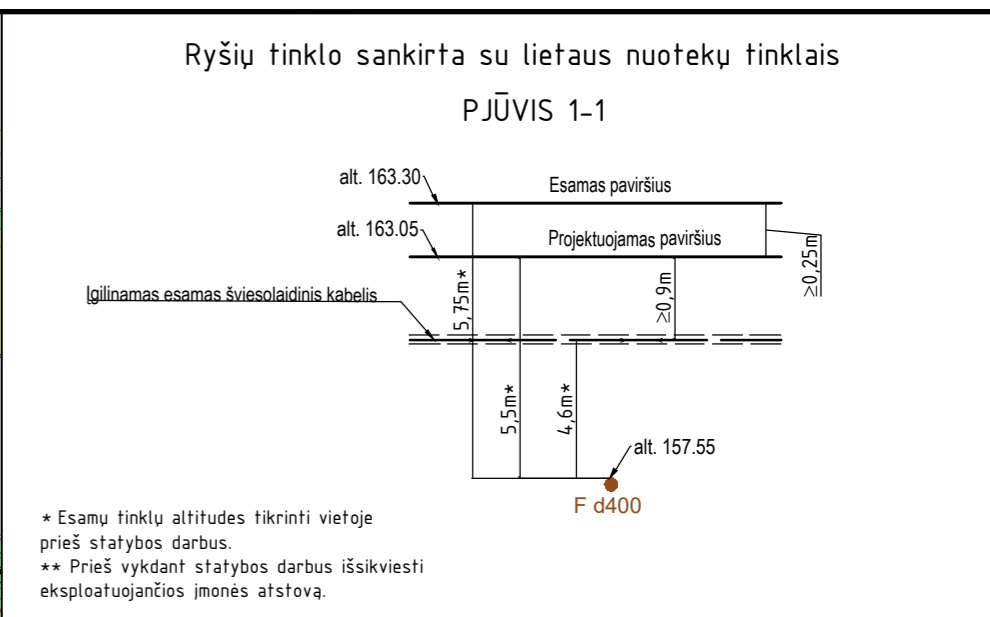 Ryšių tinklo sankirta su lietaus nuotekų tinklais
PJŪVIS 1-1
alt. 163.30
Esamas paviršius
alt. 163.05
Projektuojamas paviršius
≥0,25m
Įgilinamas esamas šviesolaidinis kabelis
5,75m*
≥0,9m
5,5m*
4,6m*
alt. 157.55
F d400
* Esamų tinklų altitudes tikrinti vietoje
prieš statybos darbus.
** Prieš vykdant statybos darbus išsikviesti
eksploatuojančios įmonės atstovą.